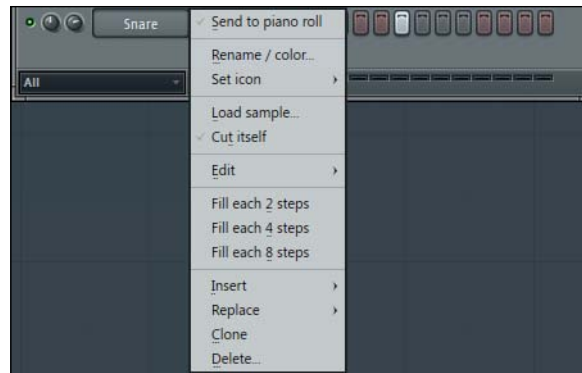 Snare
All
Send to piano roll
Rename / color...
Set icon
Load sample...
Cut itself
Edit
Fill each 2 steps
Fill each 4 steps
Fill each 8 steps
Insert
Replace
Clone
Delete...